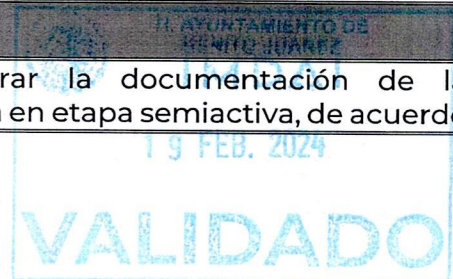 H. AYUNTAMIENTO DE
BENITO JUÁREZ
rar la documentación de l
en etapa semiactiva, de acuerd
19 FEB. 2024
VALIDADO